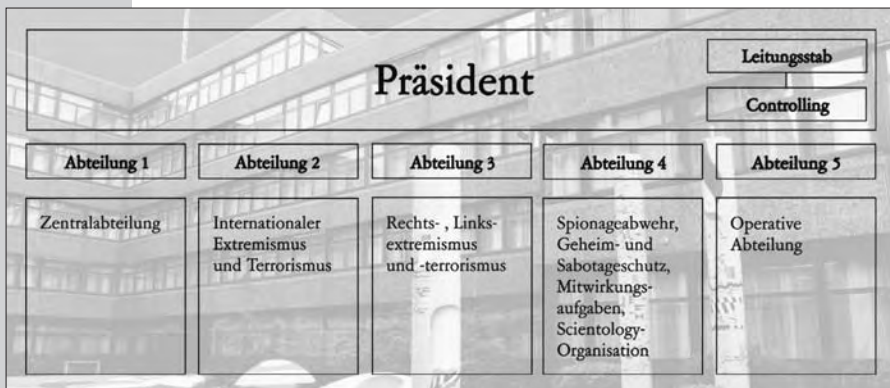 Präsident
Leitungsstab
Controlling
Abteilung 1
Abteilung 2
Abteilung 3
Abteilung 4
Abteilung 5
Zentralabteilung
Internationaler
Extremismus
und Terrorismus
Rechts- , Links-
extremismus
und -terrorismus
Spionageabwehr,
Geheim- und
Sabotageschutz,
Mitwirkungs-
aufgaben,
Scientology-
Organisation
Operative
Abteilung